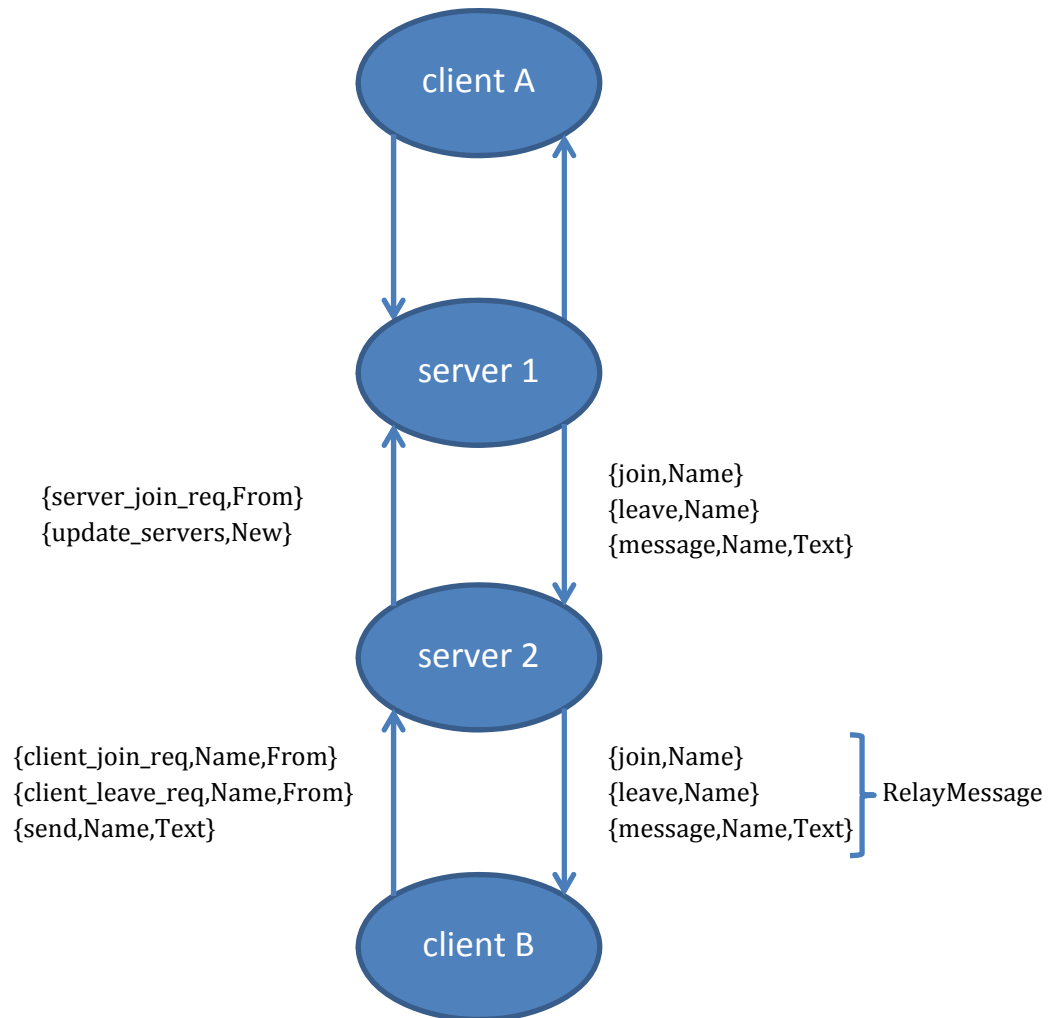 client A
server 1
{server_join_req,From}
{update_servers,New}
{join,Name}
{leave,Name}
{message,Name,Text}
server 2
{client_join_req,Name,From}
{client_leave_req,Name,From}
{send,Name,Text}
{join,Name}
{leave,Name}
{message,Name,Text}
RelayMessage
client B